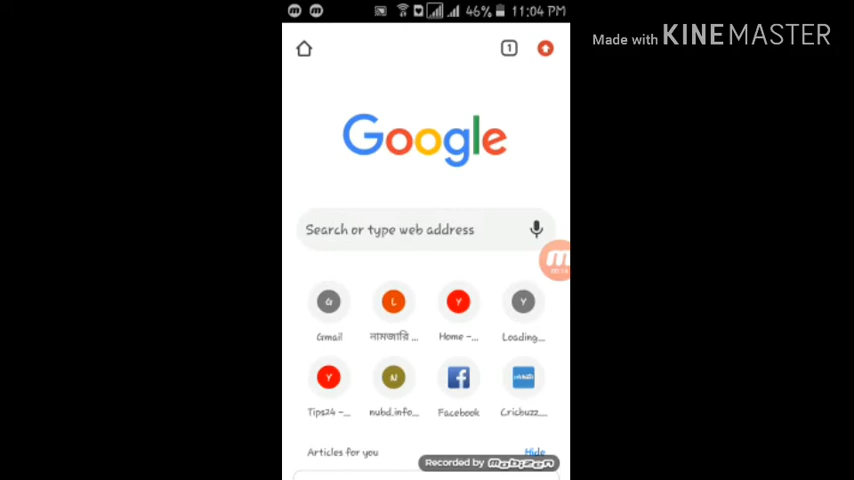 46% 11:04 PM
Made with KINEMASTER
1
Google
Search or type web address
G L Y Y
Gmail নামজারি ... Home -... Loading...
Y N f
Tips24 -... nubd.info... Facebook Cricbuzz...
Articles for you Hide
Recorded by mobizen